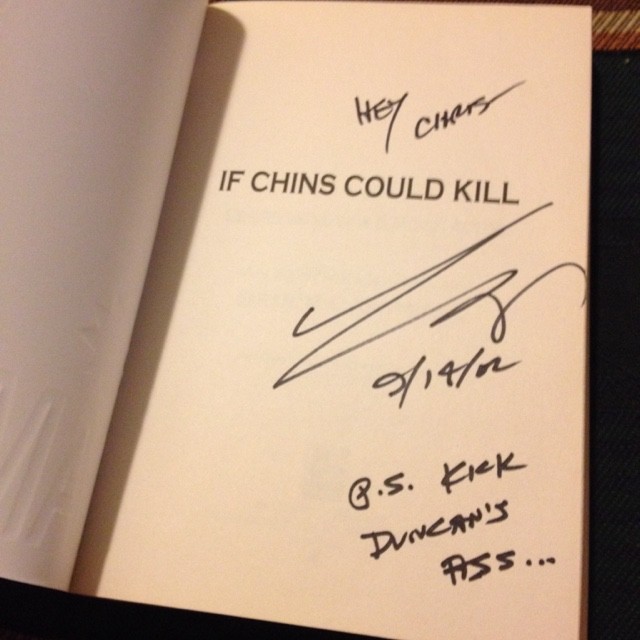 HEY CHRIS
IF CHINS COULD KILL
9/14/02
P.S. KICK
DUNCAN'S
ASS...